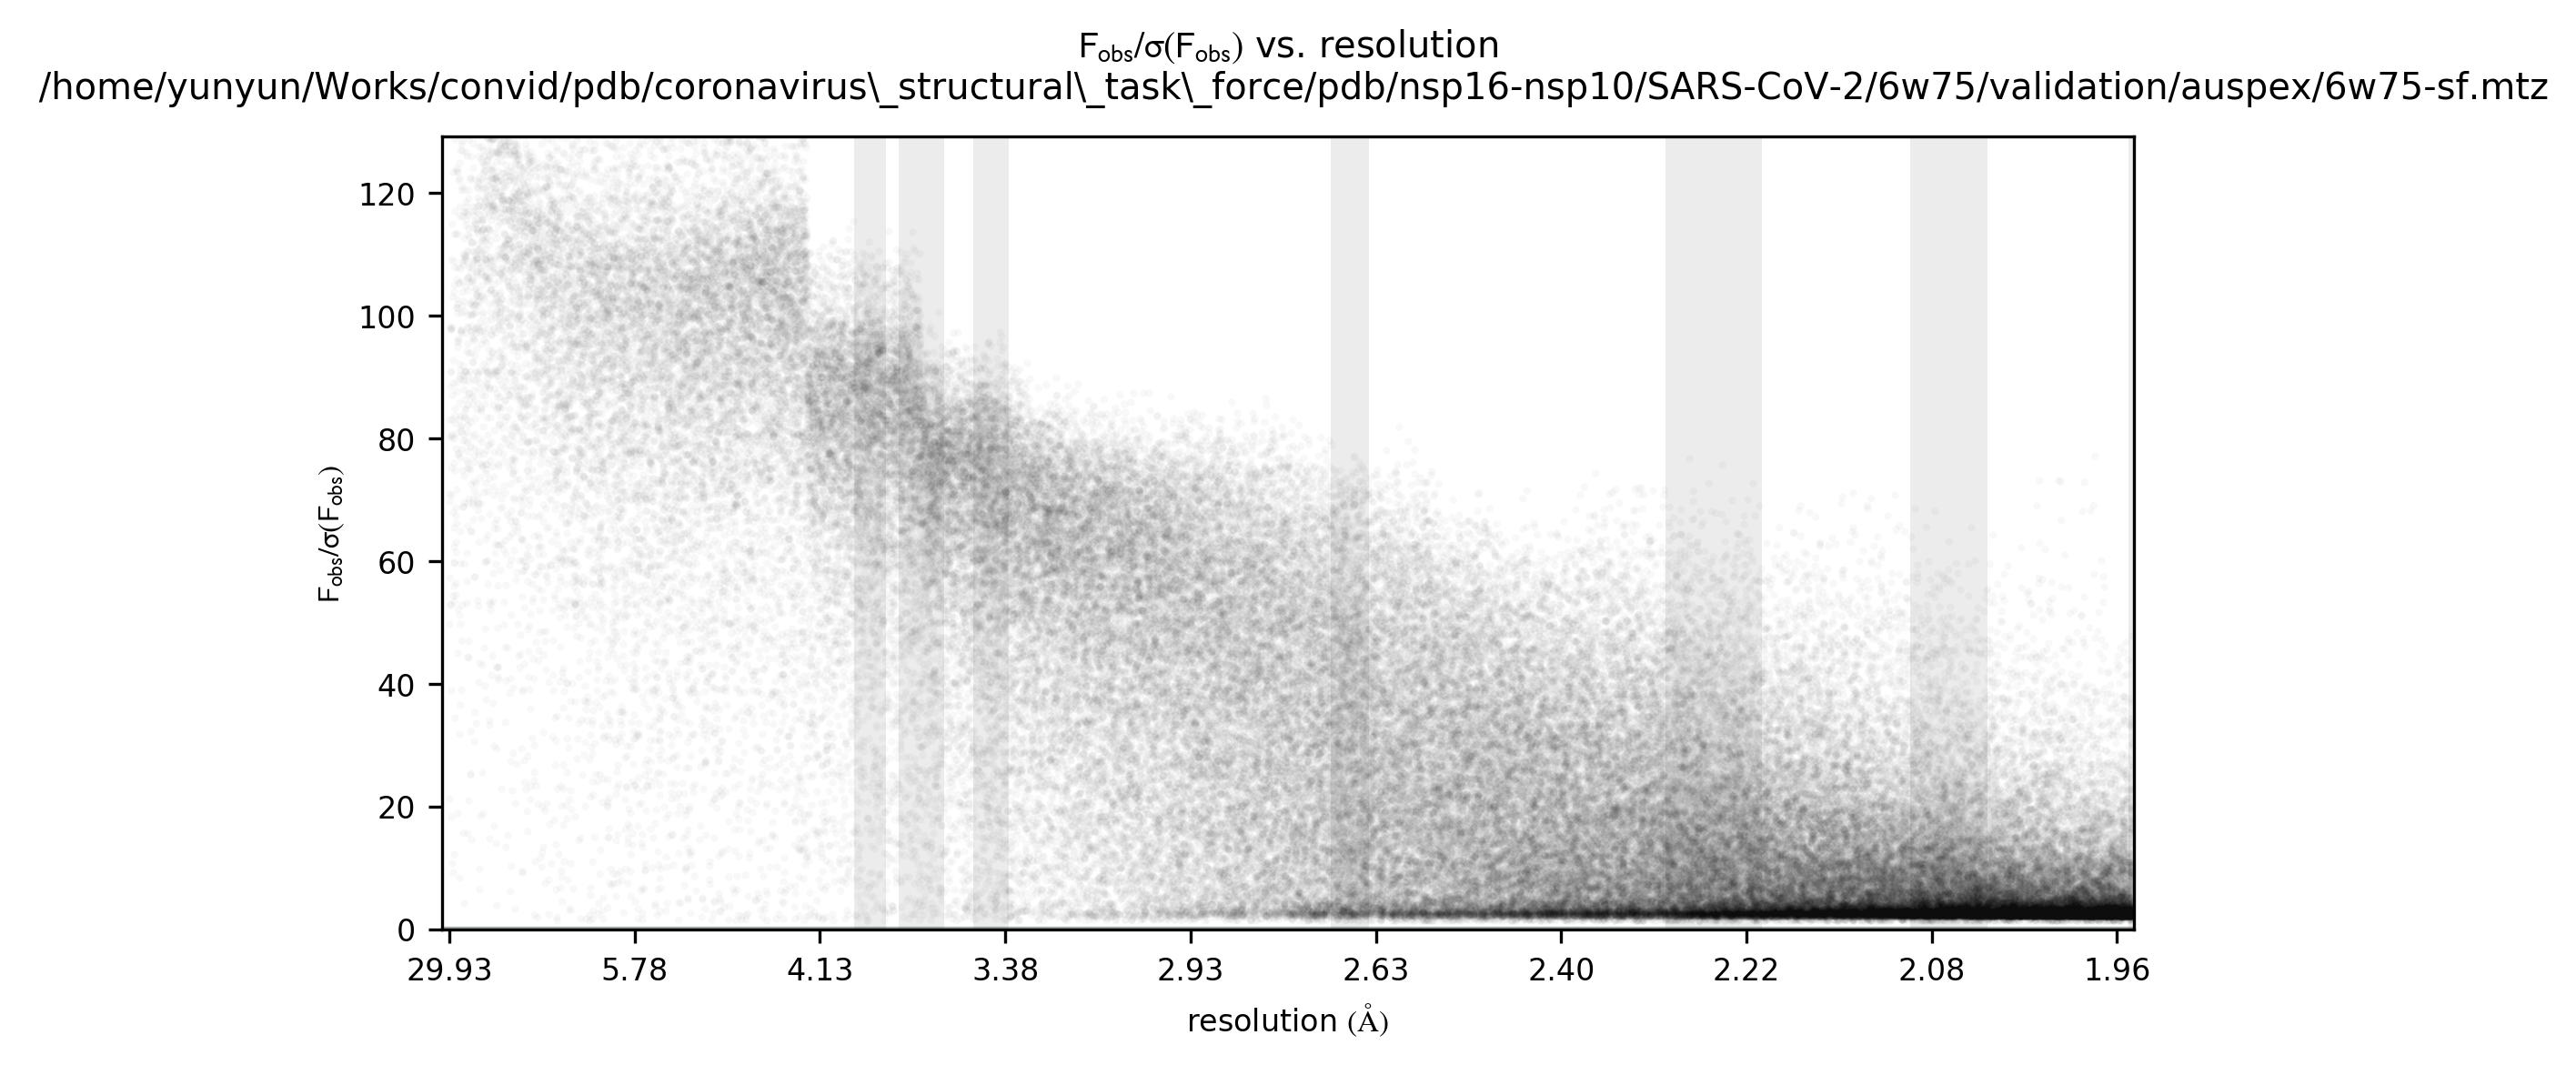 Fobs/σ(Fobs) vs. resolution
/home/yunyun/Works/convid/pdb/coronavirus\_structural\_task\_force/pdb/nsp16-nsp10/SARS-CoV-2/6w75/validation/auspex/6w75-sf.mtz
Fobs/σ(Fobs)
120
100
80
60
40
20
0
29.93 5.78 4.13 3.38 2.93 2.63 2.40 2.22 2.08 1.96
resolution (Å)